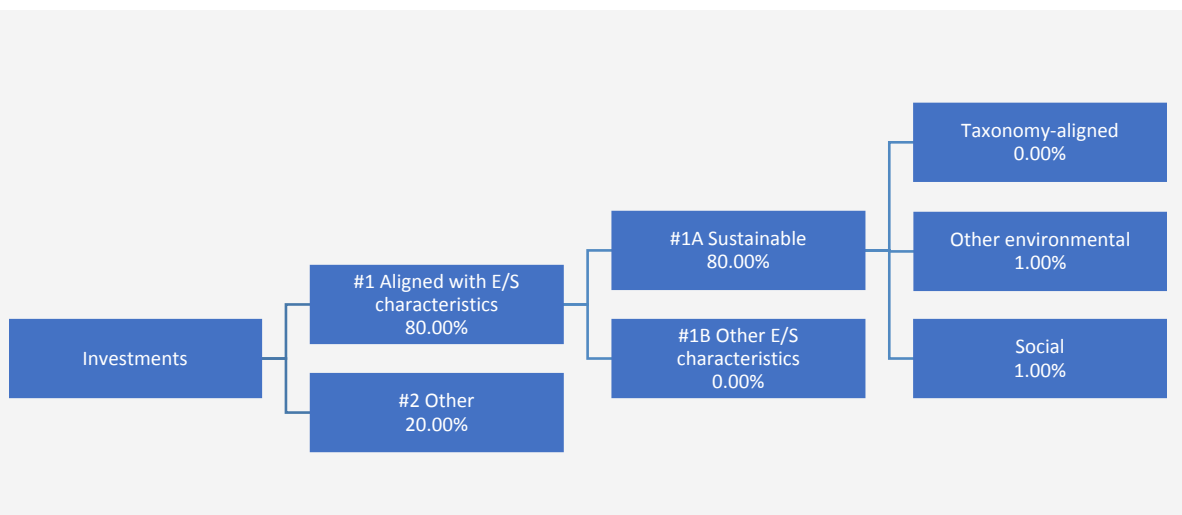 Investments
#1 Aligned with E/S
characteristics
80.00%
#2 Other
20.00%
#1A Sustainable
80.00%
#1B Other E/S
characteristics
0.00%
Taxonomy-aligned
0.00%
Other environmental
1.00%
Social
1.00%